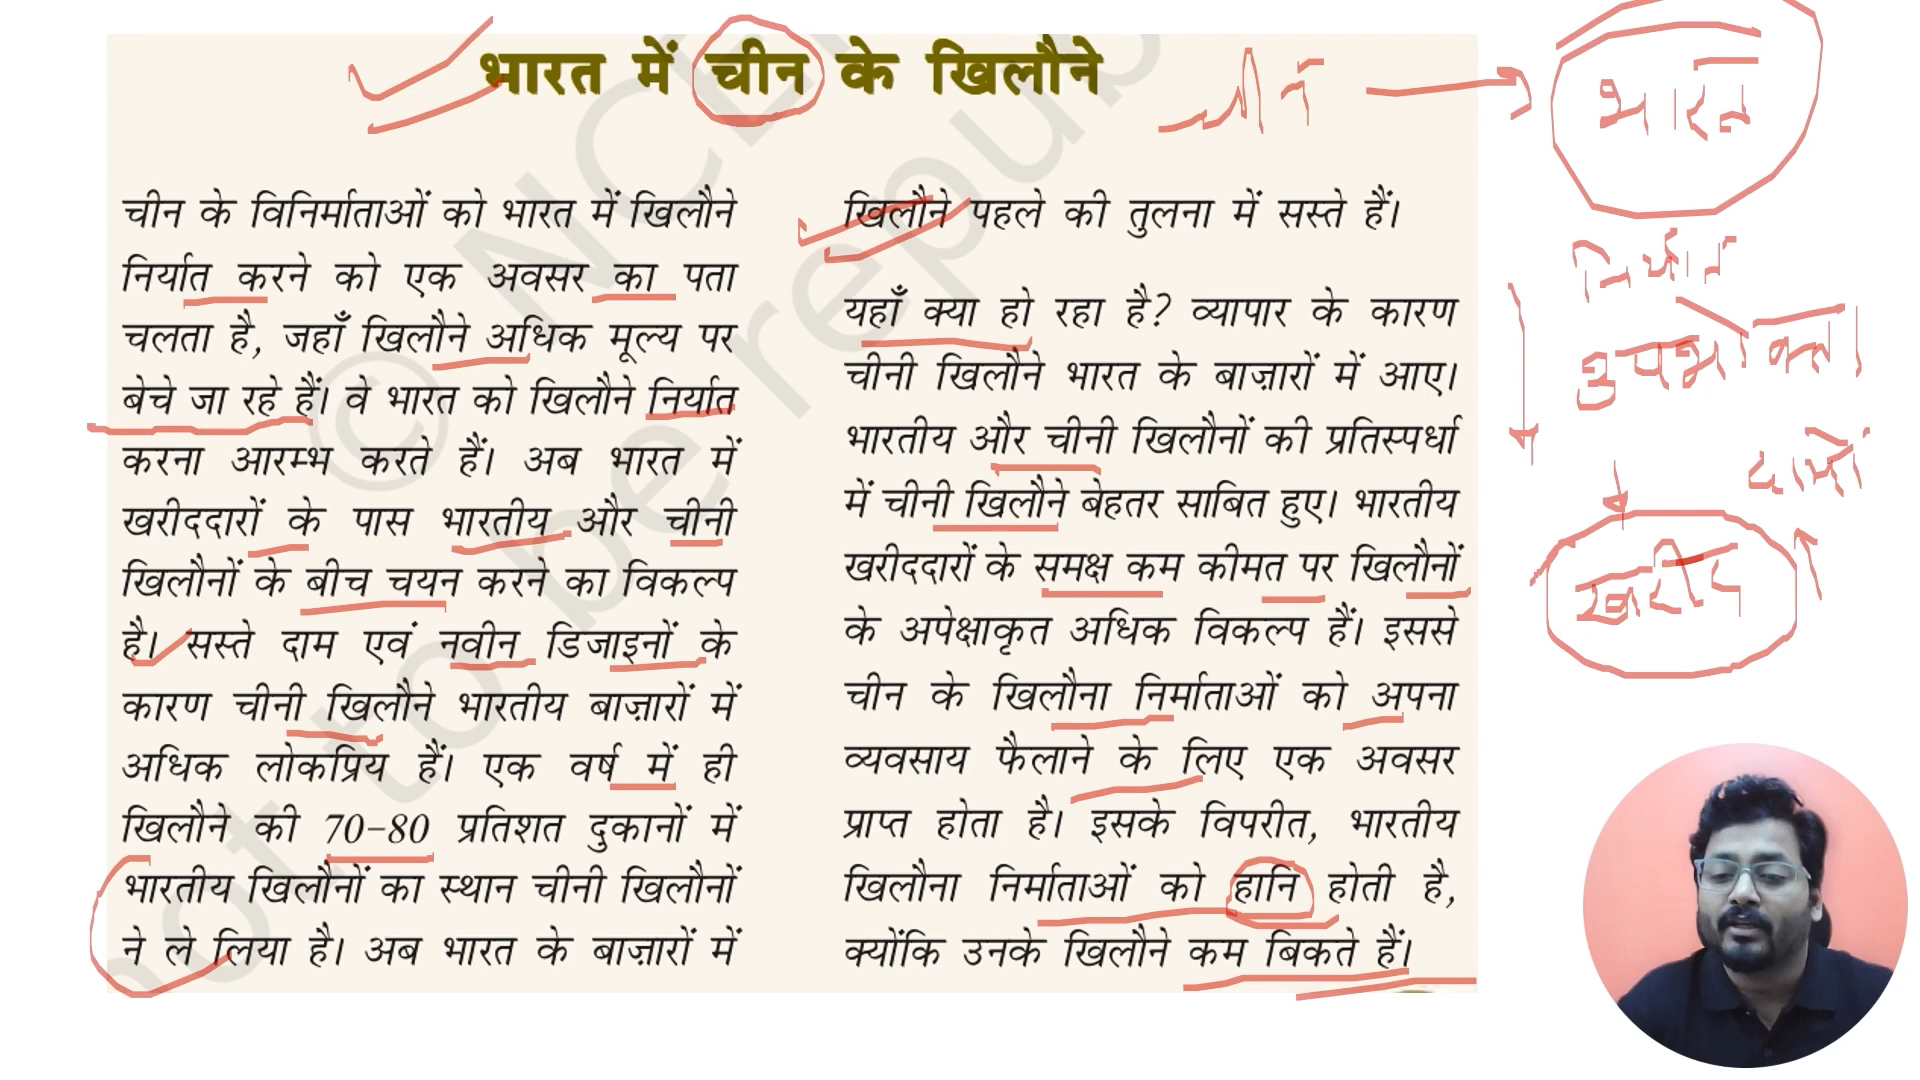 भारत में चीन के खिलौने
चीन के विनिर्माताओं को भारत में खिलौने
निर्यात करने को एक अवसर का पता
चलता है, जहाँ खिलौने अधिक मूल्य पर
बेचे जा रहे हैं। वे भारत को खिलौने निर्यात
करना आरम्भ करते हैं। अब भारत में
खरीददारों के पास भारतीय और चीनी
खिलौनों के बीच चयन करने का विकल्प
है। सस्ते दाम एवं नवीन डिजाइनों के
कारण चीनी खिलौने भारतीय बाज़ारों में
अधिक लोकप्रिय हैं। एक वर्ष में ही
खिलौने की 70-80 प्रतिशत दुकानों में
भारतीय खिलौनों का स्थान चीनी खिलौनों
ने ले लिया है। अब भारत के बाज़ारों में
खिलौने पहले की तुलना में सस्ते हैं।
यहाँ क्या हो रहा है? व्यापार के कारण
चीनी खिलौने भारत के बाज़ारों में आए।
भारतीय और चीनी खिलौनों की प्रतिस्पर्धा
में चीनी खिलौने बेहतर साबित हुए। भारतीय
खरीददारों के समक्ष कम कीमत पर खिलौनों
के अपेक्षाकृत अधिक विकल्प हैं। इससे
चीन के खिलौना निर्माताओं को अपना
व्यवसाय फैलाने के लिए एक अवसर
प्राप्त होता है। इसके विपरीत, भारतीय
खिलौना निर्माताओं को हानि होती है,
क्योंकि उनके खिलौने कम बिकते हैं।
भारत
निर्यात
उपभोक्ता
खरीद
not to be repub